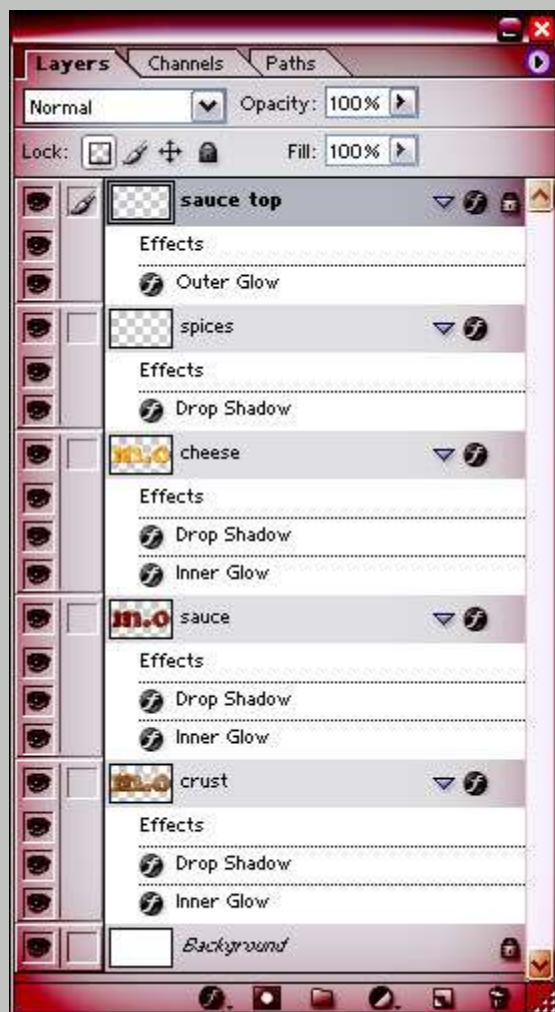 Layers Channels Paths
Normal Opacity: 100%
Lock: Fill: 100%
sauce top
Effects
Outer Glow
spices
Effects
Drop Shadow
m.o cheese
Effects
Drop Shadow
Inner Glow
m.o sauce
Effects
Drop Shadow
Inner Glow
m.o crust
Effects
Drop Shadow
Inner Glow
Background